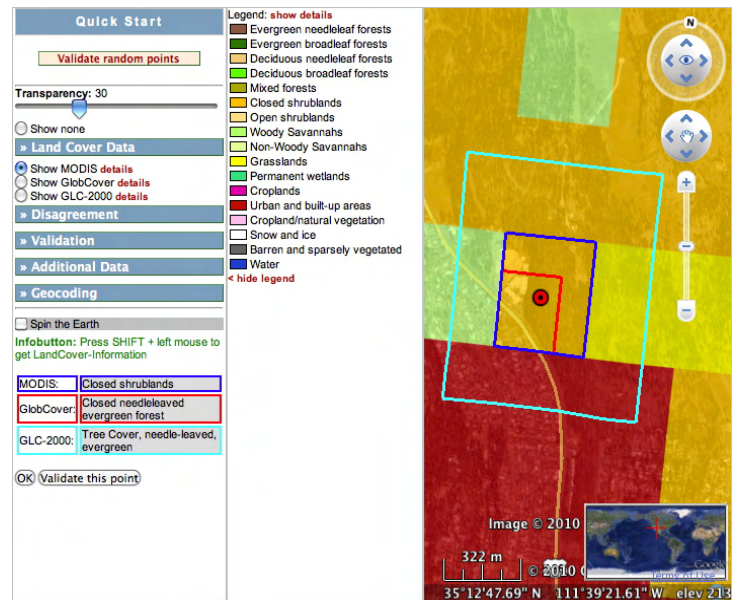 Quick Start
Validate random points
Transparency: 30
Show none
» Land Cover Data
Show MODIS details
Show GlobCover details
Show GLC-2000 details
» Disagreement
» Validation
» Additional Data
» Geocoding
Spin the Earth
Infobutton: Press SHIFT + left mouse to
get LandCover-Information
MODIS: Closed shrublands
GlobCover: Closed needleleaved
evergreen forest
GLC-2000: Tree Cover, needle-leaved,
evergreen
OK Validate this point
Legend: show details
Evergreen needleleaf forests
Evergreen broadleaf forests
Deciduous needleleaf forests
Deciduous broadleaf forests
Mixed forests
Closed shrublands
Open shrublands
Woody Savannahs
Non-Woody Savannahs
Grasslands
Permanent wetlands
Croplands
Urban and built-up areas
Cropland/natural vegetation
Snow and ice
Barren and sparsely vegetated
Water
< hide legend
N
Image © 2010
322 m
© 2010
Google
Terms of Use
35°12'47.69" N 111°39'21.61" W elev 213